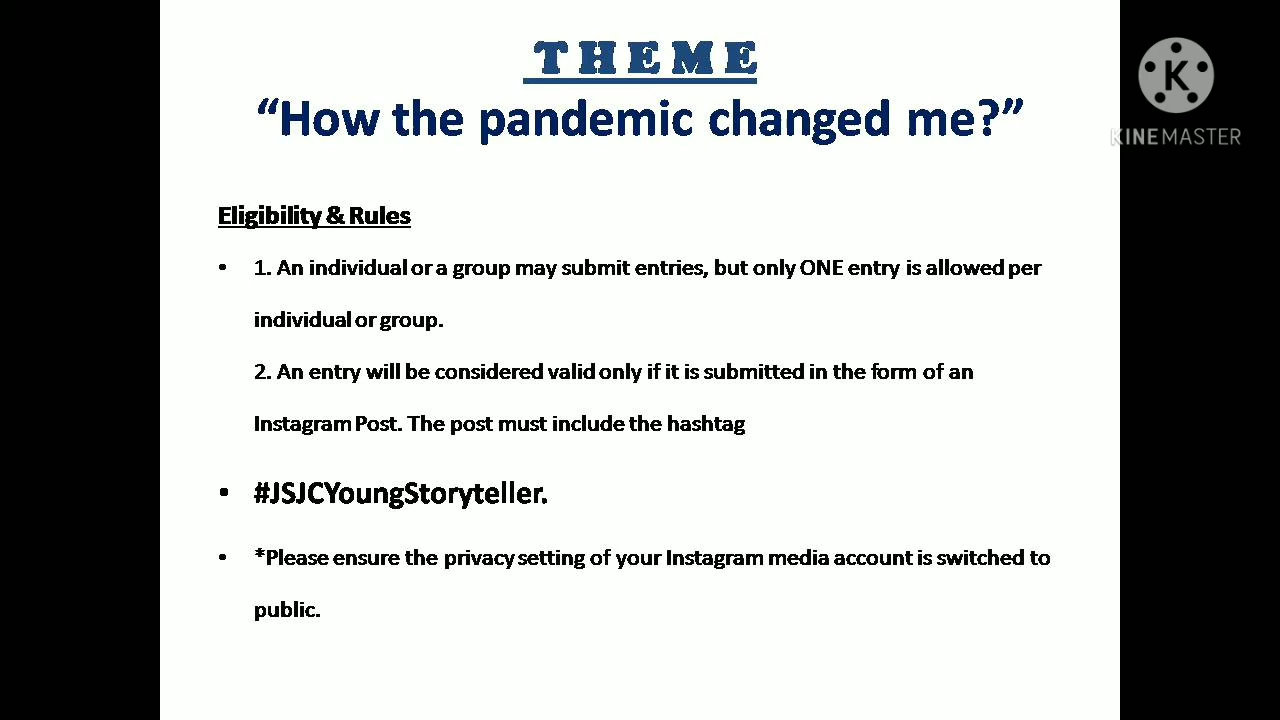 THEME
“How the pandemic changed me?”
Eligibility & Rules
• 1. An individual or a group may submit entries, but only ONE entry is allowed per
individual or group.
2. An entry will be considered valid only if it is submitted in the form of an
Instagram Post. The post must include the hashtag
• #JSJCYoungStoryteller.
• *Please ensure the privacy setting of your Instagram media account is switched to
public.
K
KINEMASTER